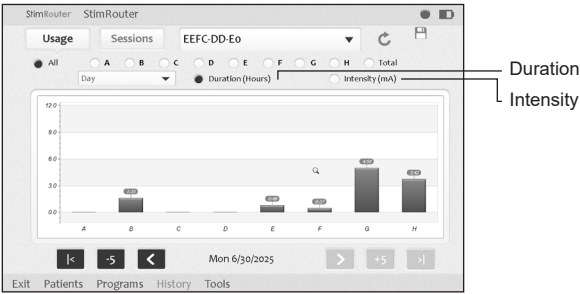 StimRouter StimRouter
Usage Sessions EEFC-DD-E0
All A B C D E F G H Total
Day Duration (Hours) Intensity (mA)
Duration
Intensity
12.0
9.0
6.0
3.0
0.0
A B C D E F G H
|< -5 < Mon 6/30/2025 > +5 >|
Exit Patients Programs History Tools